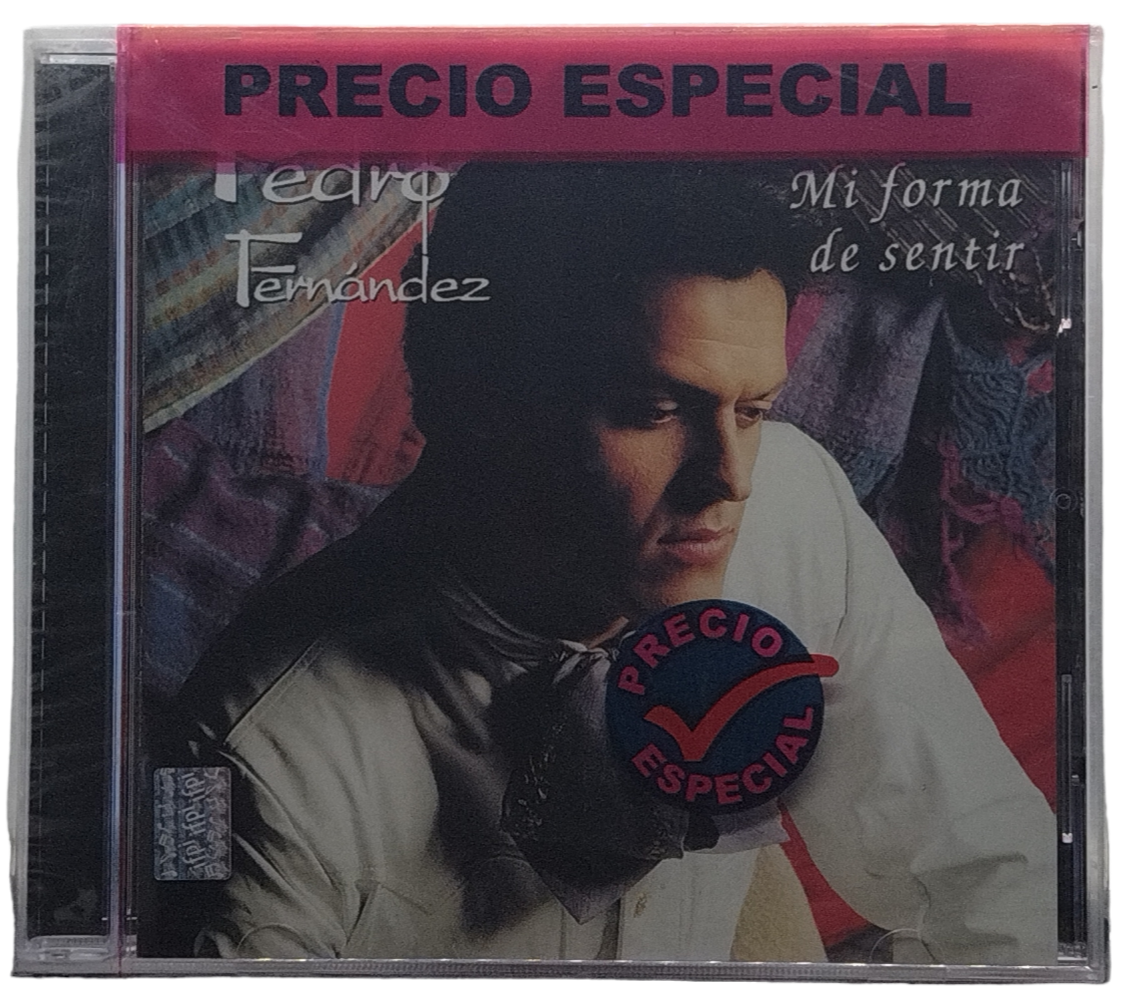 PRECIO ESPECIAL
Pedro
Fernández
Mi forma
de sentir
PRECIO
ESPECIAL